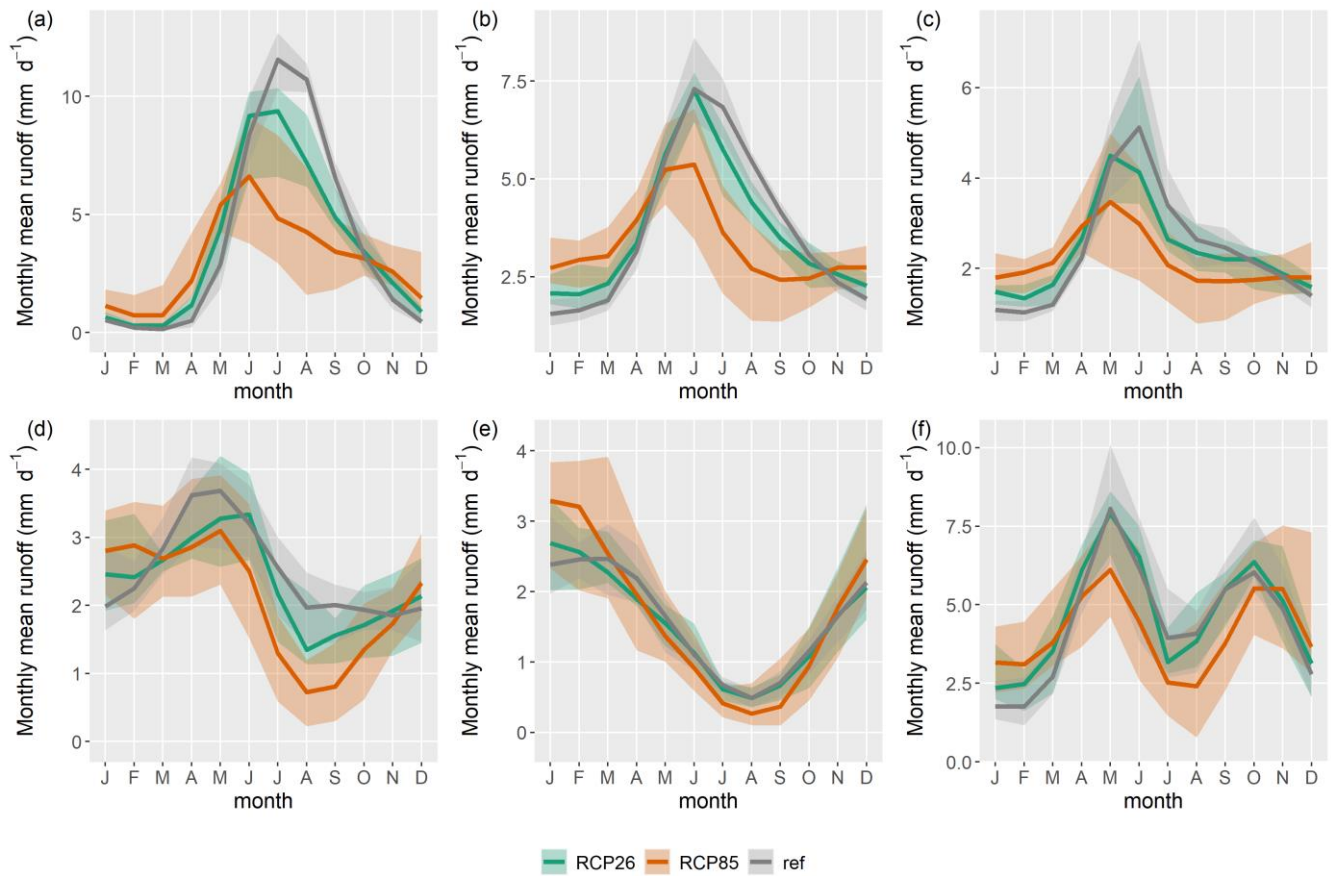 (a) (b) (c)
Monthly mean runoff (mm d⁻¹) Monthly mean runoff (mm d⁻¹) Monthly mean runoff (mm d⁻¹)
10 7.5 6
5 5.0 4
0 2.5 2
J F M A M J J A S O N D J F M A M J J A S O N D J F M A M J J A S O N D
month month month
(d) (e) (f)
Monthly mean runoff (mm d⁻¹) Monthly mean runoff (mm d⁻¹) Monthly mean runoff (mm d⁻¹)
4 4 10.0
3 3 7.5
2 2 5.0
1 1 2.5
0 0 0.0
J F M A M J J A S O N D J F M A M J J A S O N D J F M A M J J A S O N D
month month month
RCP26 RCP85 ref